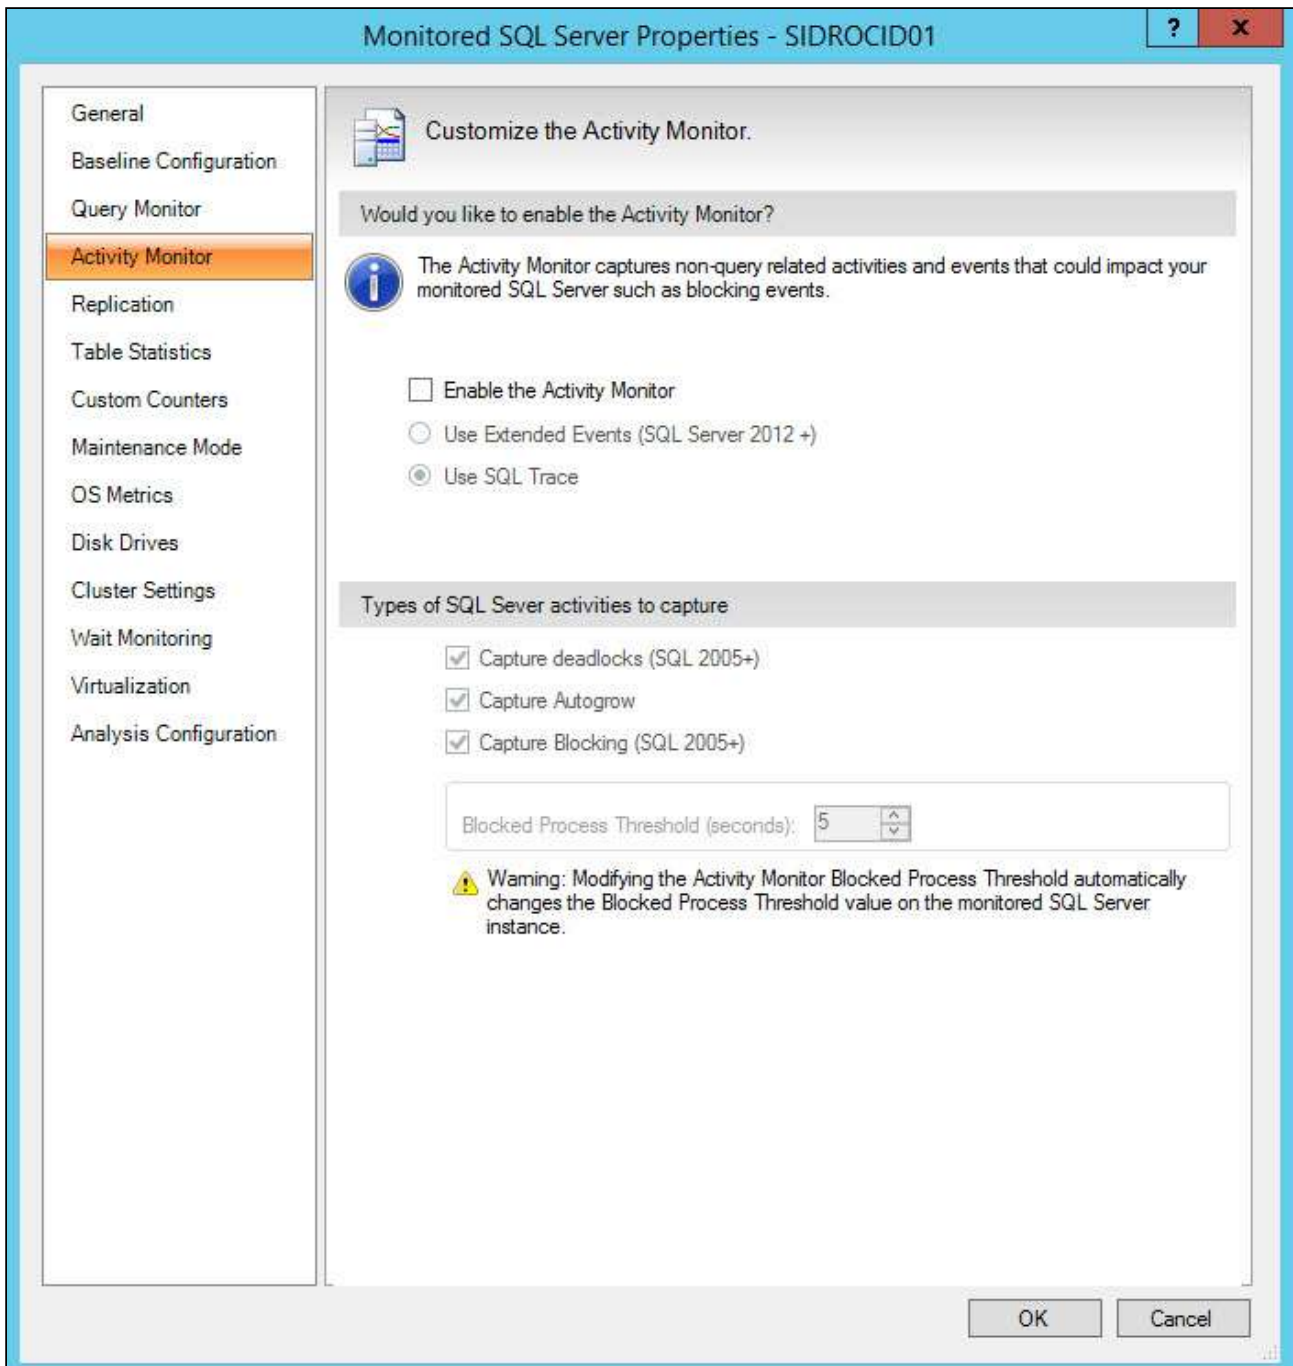 Monitored SQL Server Properties - SIDROCID01
?
x
General
Baseline Configuration
Query Monitor
Activity Monitor
Replication
Table Statistics
Custom Counters
Maintenance Mode
OS Metrics
Disk Drives
Cluster Settings
Wait Monitoring
Virtualization
Analysis Configuration
Customize the Activity Monitor.
Would you like to enable the Activity Monitor?
The Activity Monitor captures non-query related activities and events that could impact your
monitored SQL Server such as blocking events.
Enable the Activity Monitor
Use Extended Events (SQL Server 2012 +)
Use SQL Trace
Types of SQL Sever activities to capture
Capture deadlocks (SQL 2005+)
Capture Autogrow
Capture Blocking (SQL 2005+)
Blocked Process Threshold (seconds): 5
Warning: Modifying the Activity Monitor Blocked Process Threshold automatically
changes the Blocked Process Threshold value on the monitored SQL Server
instance.
OK
Cancel